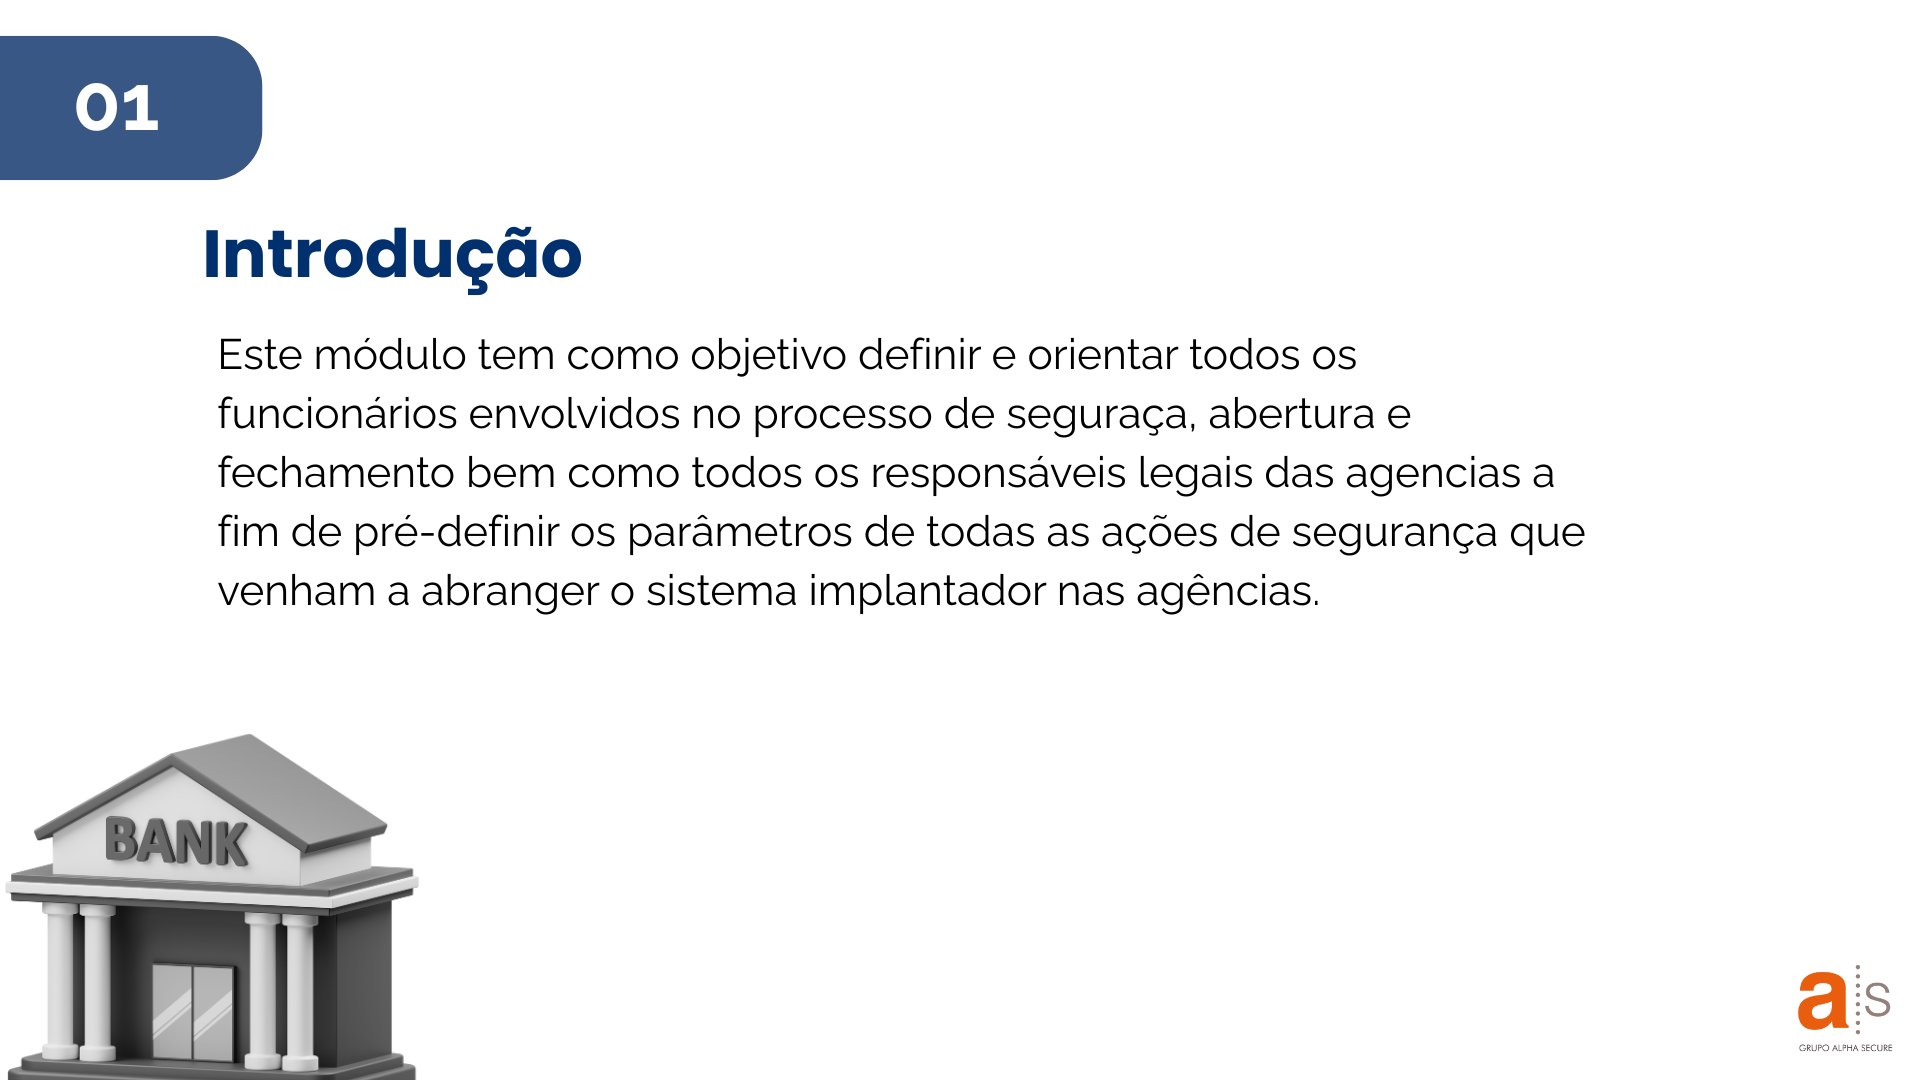 01
Introdução
Este módulo tem como objetivo definir e orientar todos os
funcionários envolvidos no processo de seguraça, abertura e
fechamento bem como todos os responsáveis legais das agencias a
fim de pré-definir os parâmetros de todas as ações de segurança que
venham a abranger o sistema implantador nas agências.
BANK
a s
GRUPO ALPHA SECURE